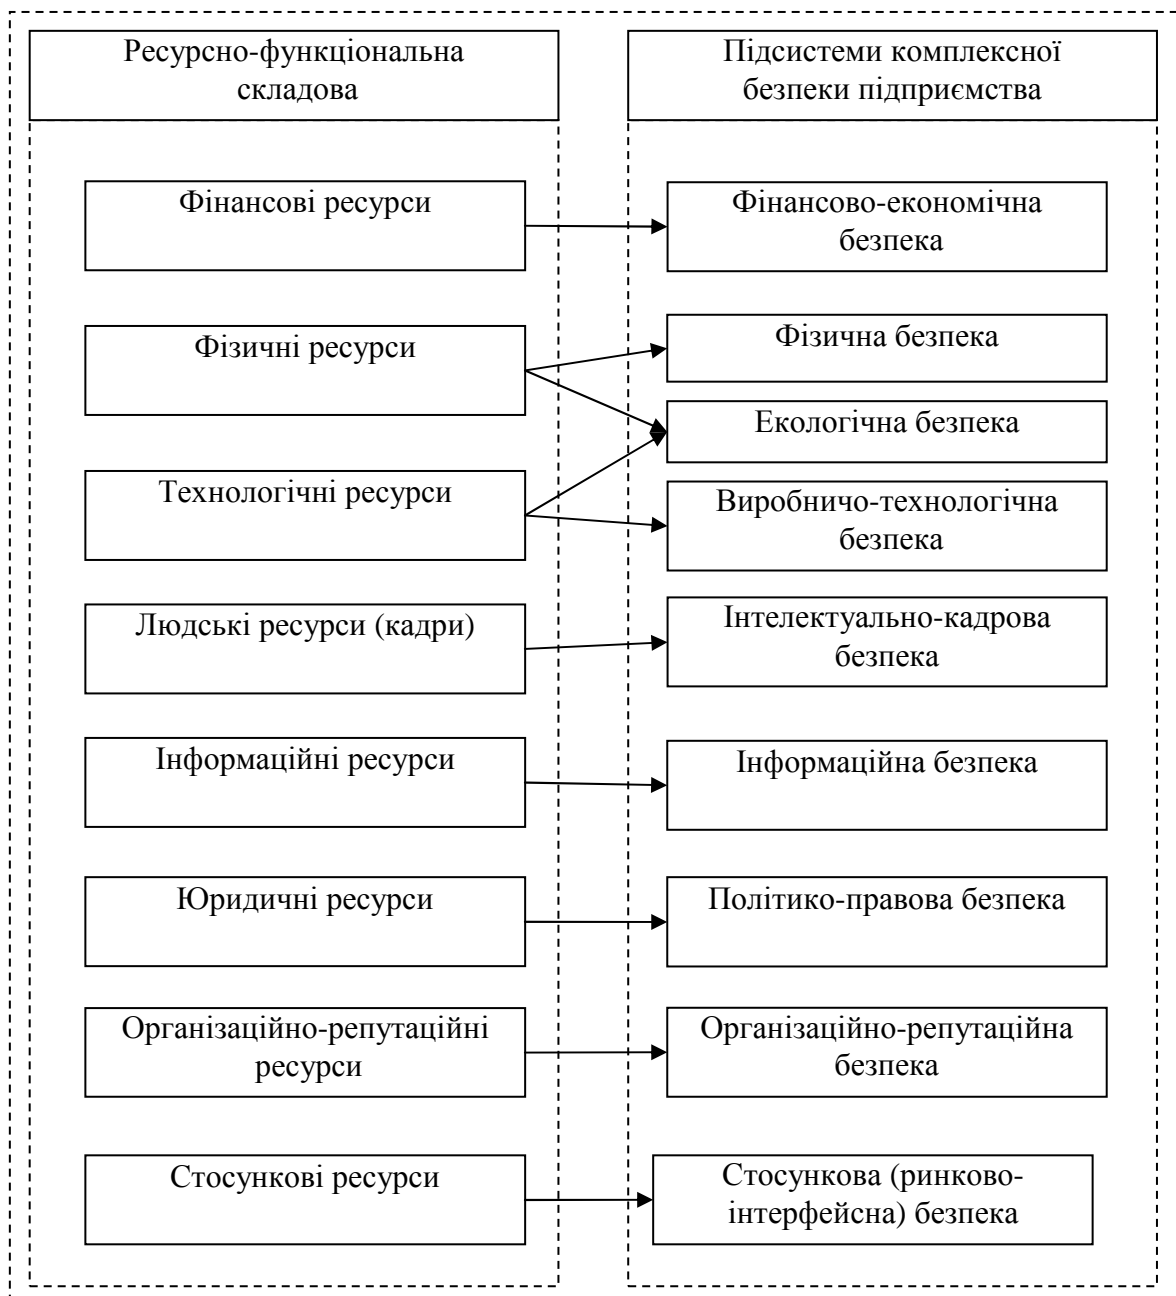 Ресурсно-функціональна
складова
Підсистеми комплексної
безпеки підприємства
Фінансові ресурси
Фінансово-економічна
безпека
Фізичні ресурси
Фізична безпека
Екологічна безпека
Технологічні ресурси
Виробничо-технологічна
безпека
Людські ресурси (кадри)
Інтелектуально-кадрова
безпека
Інформаційні ресурси
Інформаційна безпека
Юридичні ресурси
Політико-правова безпека
Організаційно-репутаційні
ресурси
Організаційно-репутаційна
безпека
Стосункові ресурси
Стосункова (ринково-
інтерфейсна) безпека